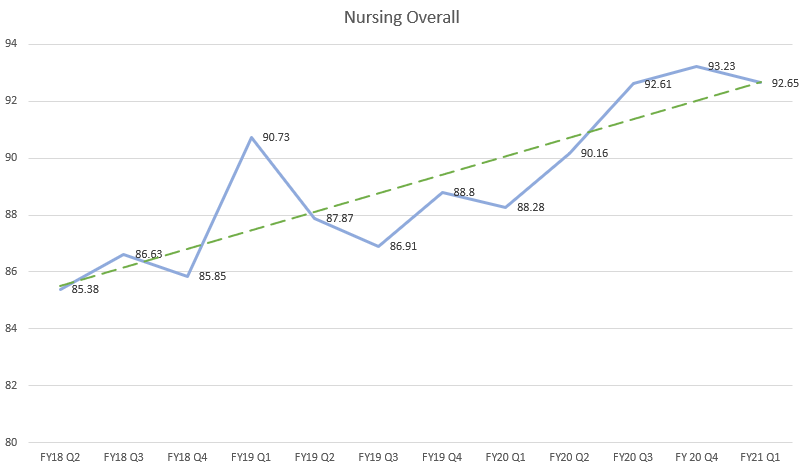 Nursing Overall
94
92
90
88
86
84
82
80
85.38
86.63
85.85
90.73
87.87
86.91
88.8
88.28
90.16
92.61
93.23
92.65
FY18 Q2
FY18 Q3
FY18 Q4
FY19 Q1
FY19 Q2
FY19 Q3
FY19 Q4
FY20 Q1
FY20 Q2
FY20 Q3
FY 20 Q4
FY21 Q1